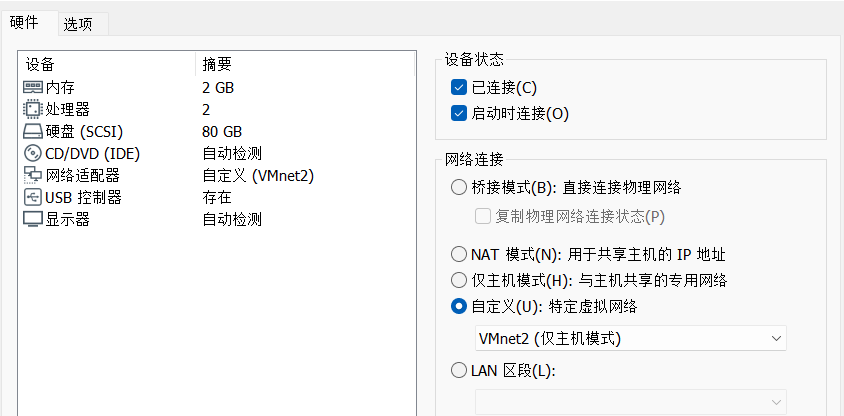 硬件 选项
设备 摘要
内存 2 GB
处理器 2
硬盘 (SCSI) 80 GB
CD/DVD (IDE) 自动检测
网络适配器 自定义 (VMnet2)
USB 控制器 存在
显示器 自动检测
设备状态
已连接(C)
启动时连接(O)
网络连接
桥接模式(B): 直接连接物理网络
复制物理网络连接状态(P)
NAT 模式(N): 用于共享主机的 IP 地址
仅主机模式(H): 与主机共享的专用网络
自定义(U): 特定虚拟网络
VMnet2 (仅主机模式)
LAN 区段(L):